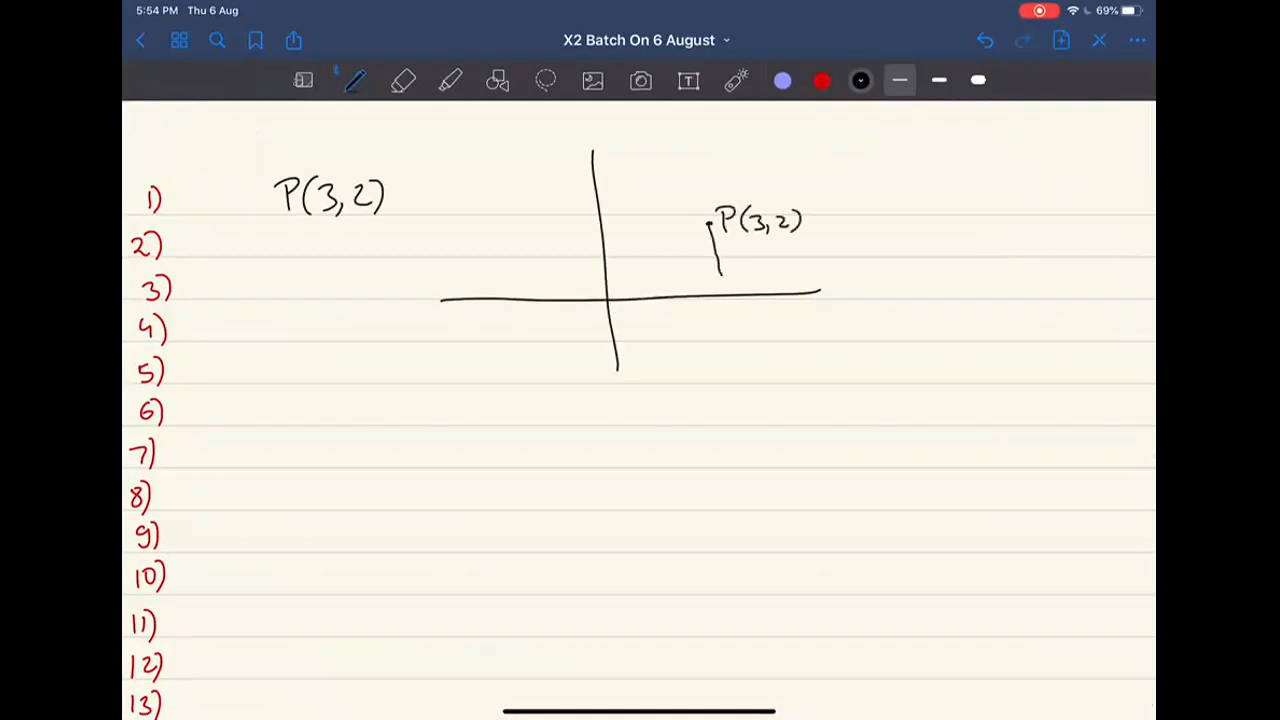 5:54 PM Thu 6 Aug 69%
X2 Batch On 6 August
T
1) P(3,2)
P(3,2)
2)
3)
4)
5)
6)
7)
8)
9)
10)
11)
12)
13)